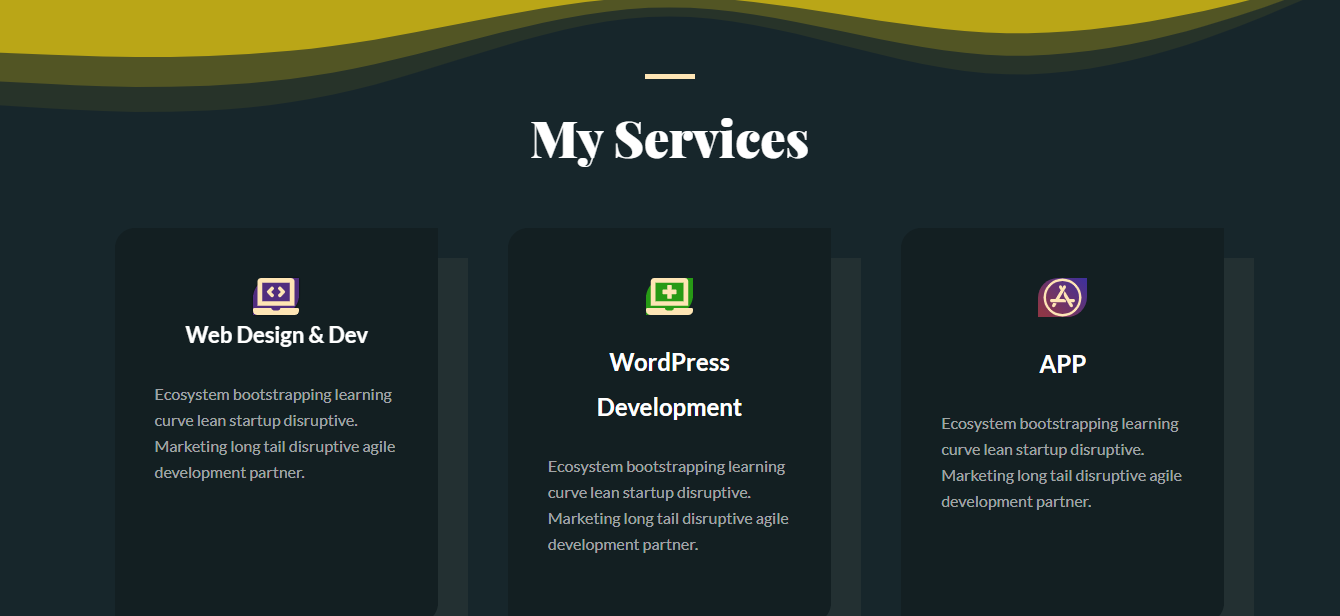 My Services
Web Design & Dev
Ecosystem bootstrapping learning
curve lean startup disruptive.
Marketing long tail disruptive agile
development partner.
WordPress
Development
Ecosystem bootstrapping learning
curve lean startup disruptive.
Marketing long tail disruptive agile
development partner.
APP
Ecosystem bootstrapping learning
curve lean startup disruptive.
Marketing long tail disruptive agile
development partner.